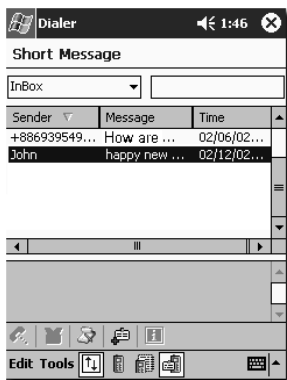 Dialer 1:46
Short Message
InBox
Sender Message Time
+886939549... How are ... 02/06/02...
John happy new ... 02/12/02...
Edit Tools